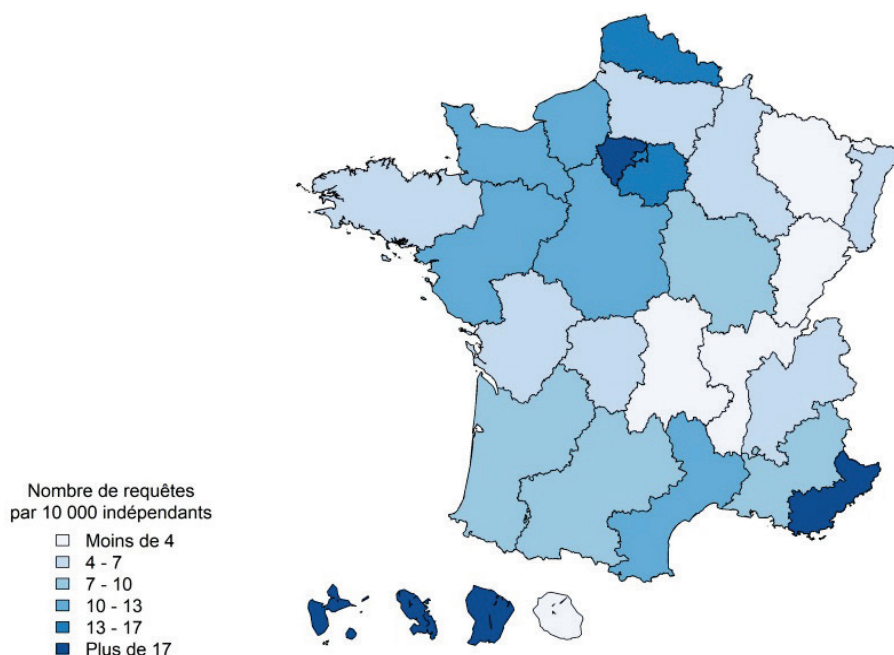 Nombre de requêtes
par 10 000 indépendants
Moins de 4
4 - 7
7 - 10
10 - 13
13 - 17
Plus de 17